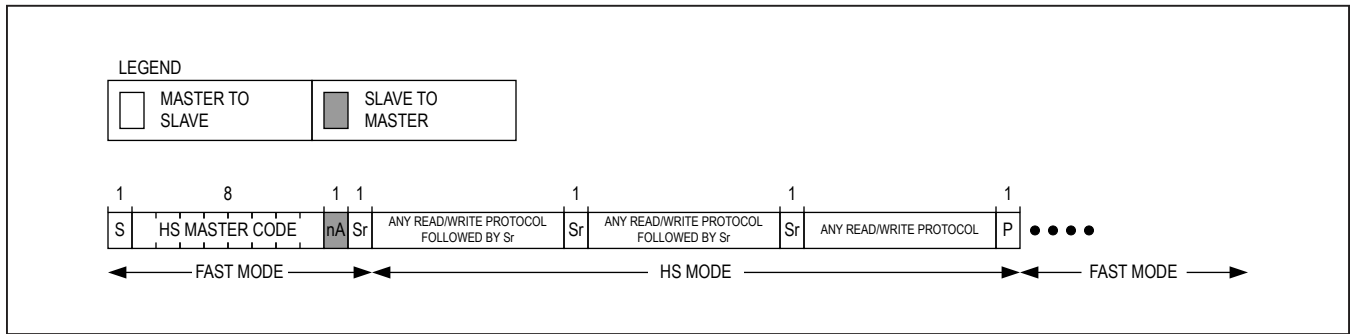 LEGEND
MASTER TO
SLAVE
SLAVE TO
MASTER
1 8 1 1 1 1 1
S HS MASTER CODE nA Sr ANY READ/WRITE PROTOCOL
FOLLOWED BY Sr Sr ANY READ/WRITE PROTOCOL
FOLLOWED BY Sr Sr ANY READ/WRITE PROTOCOL P
FAST MODE HS MODE FAST MODE